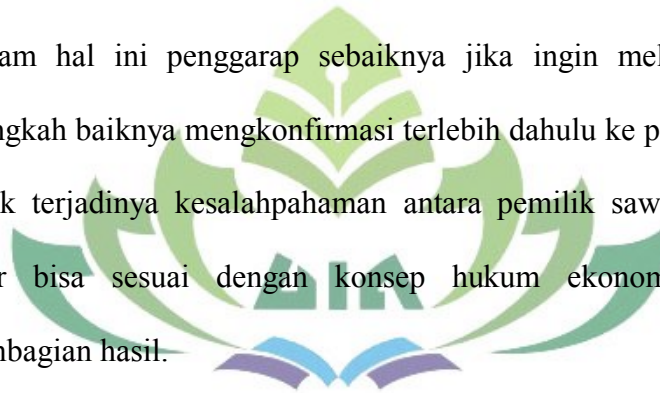 am hal ini penggarap sebaiknya jika ingin mel
ngkah baiknya mengkonfirmasi terlebih dahulu ke p
k terjadinya kesalahpahaman antara pemilik saw
r bisa sesuai dengan konsep hukum ekonom
bagian hasil.